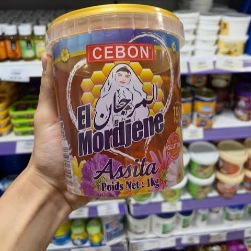 CEBON
El
المرجان
Mordjene
Assila
Poids Net : 1Kg